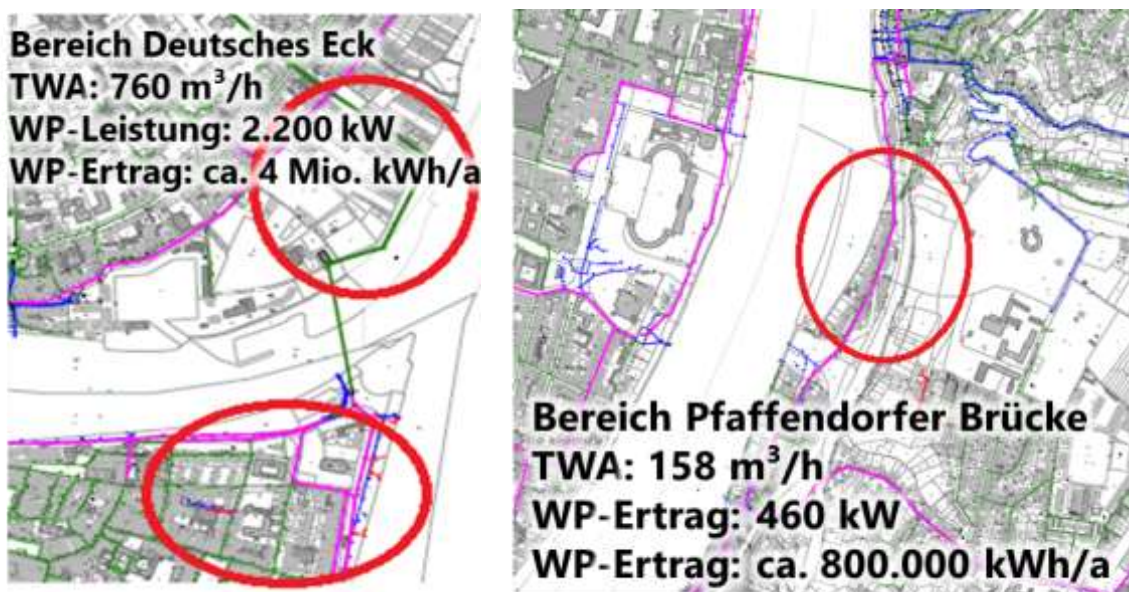 Bereich Deutsches Eck
TWA: 760 m³/h
WP-Leistung: 2.200 kW
WP-Ertrag: ca. 4 Mio. kWh/a
Bereich Pfaffendorfer Brücke
TWA: 158 m³/h
WP-Ertrag: 460 kW
WP-Ertrag: ca. 800.000 kWh/a